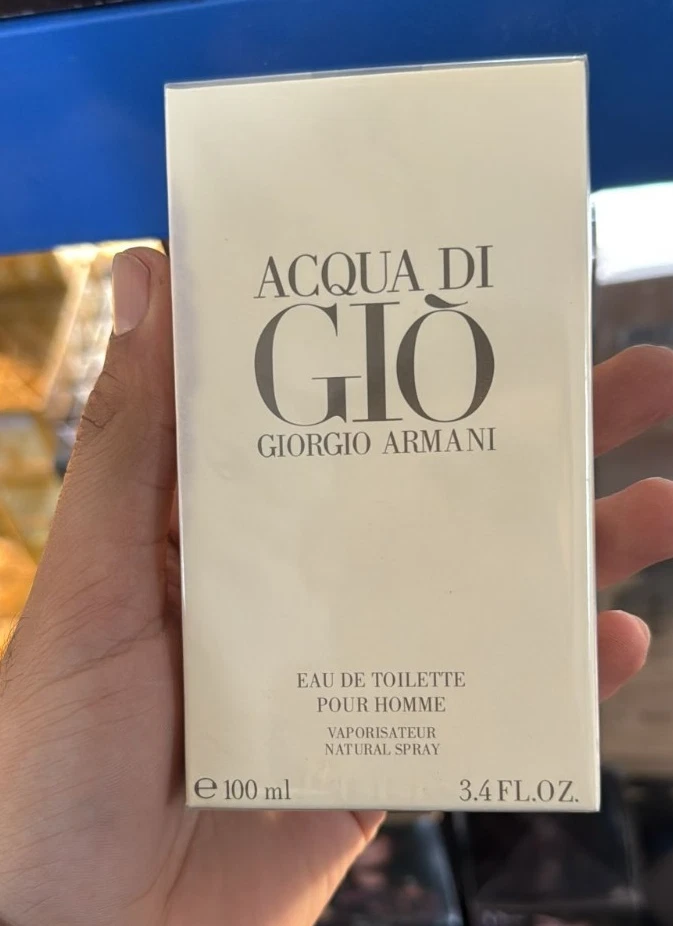 ACQUA DI
GIÒ
GIORGIO ARMANI
EAU DE TOILETTE
POUR HOMME
VAPORISATEUR
NATURAL SPRAY
℮ 100 ml 3.4 FL.OZ.